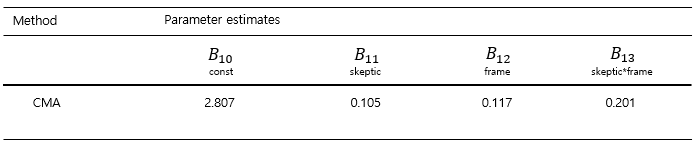 Method Parameter estimates
B₁₀ B₁₁ B₁₂ B₁₃
const skeptic frame skeptic*frame
CMA 2.807 0.105 0.117 0.201